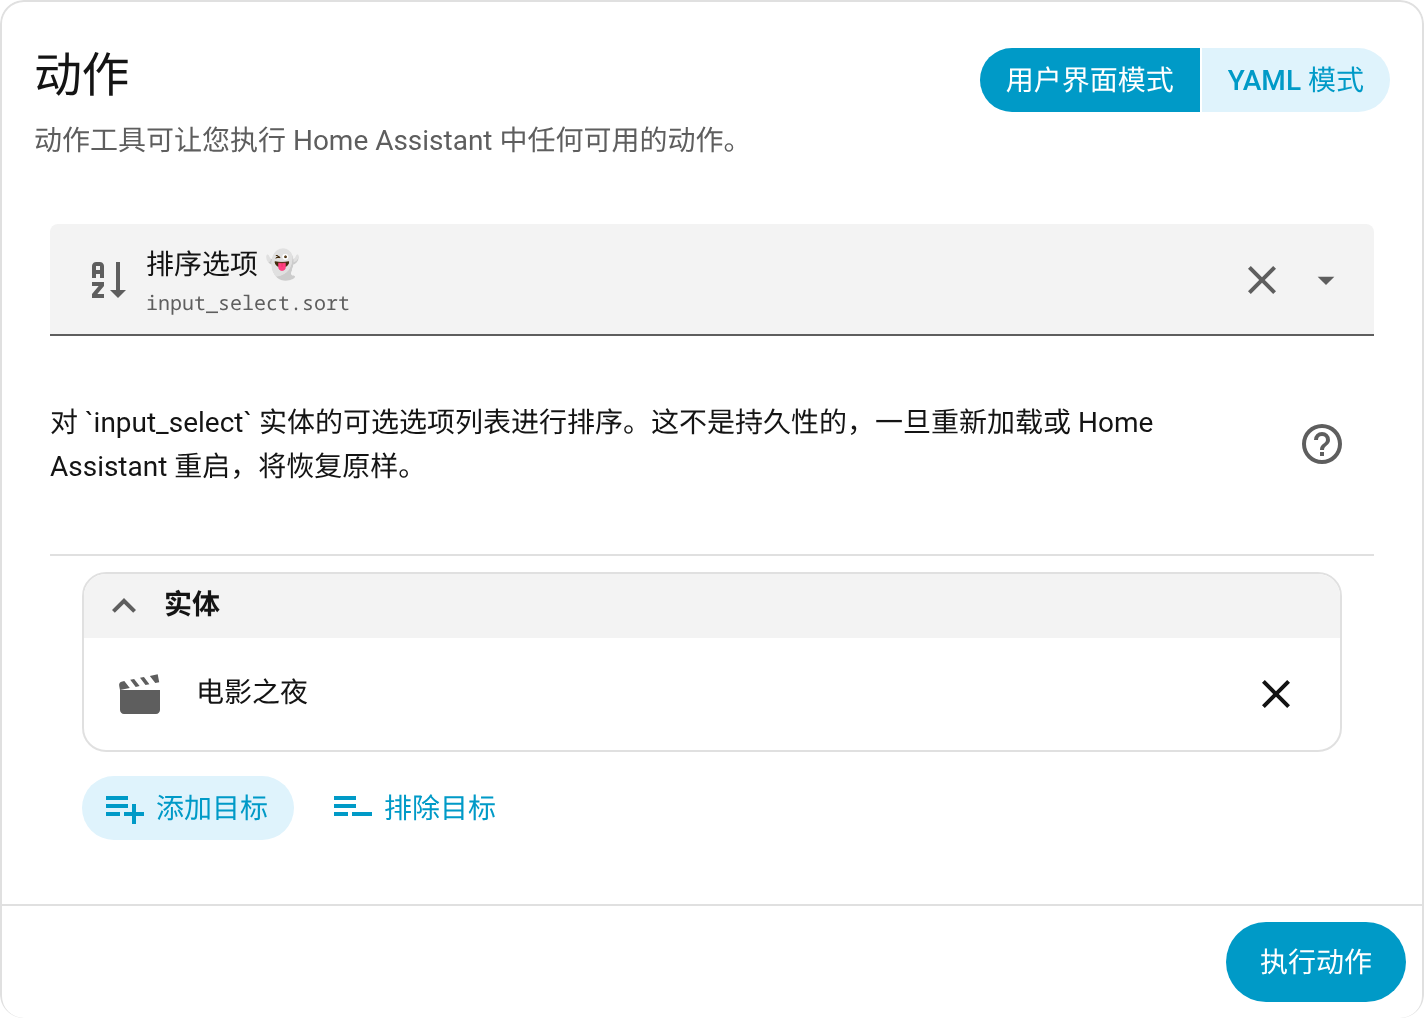 动作
用户界面模式
YAML 模式
动作工具可让您执行 Home Assistant 中任何可用的动作。
排序选项 👻
input_select.sort
对 `input_select` 实体的可选选项列表进行排序。这不是持久性的，一旦重新加载或 Home
Assistant 重启，将恢复原样。
实体
电影之夜
添加目标
排除目标
执行动作